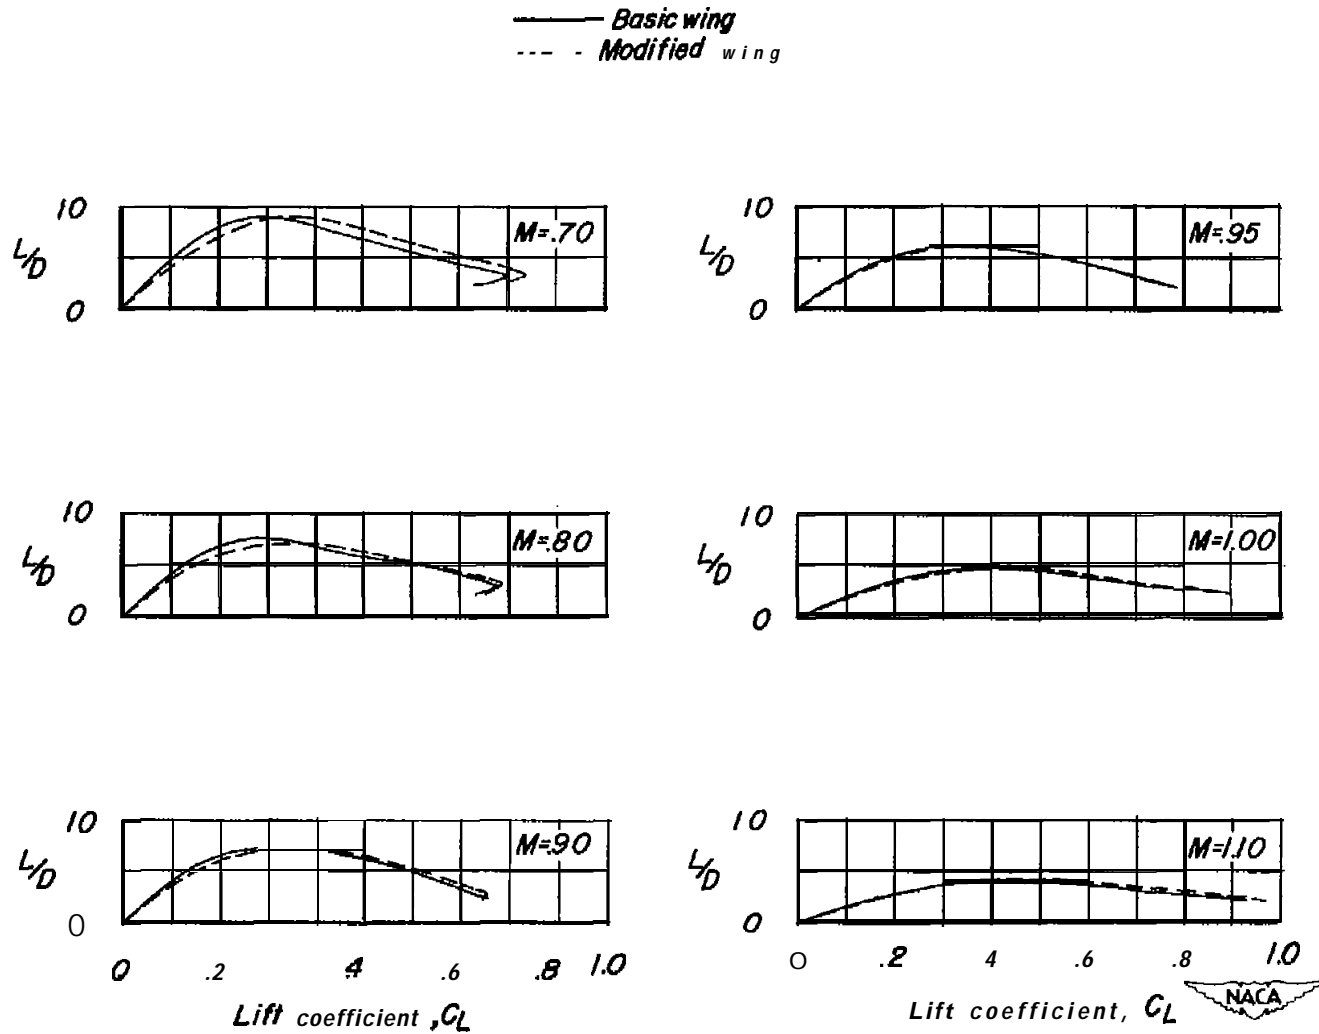 Basic wing
Modified wing
10
L/D
0
M=.70
10
L/D
0
M=.95
10
L/D
0
M=.80
10
L/D
0
M=1.00
10
L/D
0
M=.90
0 .2 .4 .6 .8 1.0
Lift coefficient, CL
10
L/D
0
M=1.10
0 .2 4 .6 .8 1.0
Lift coefficient, CL
NACA